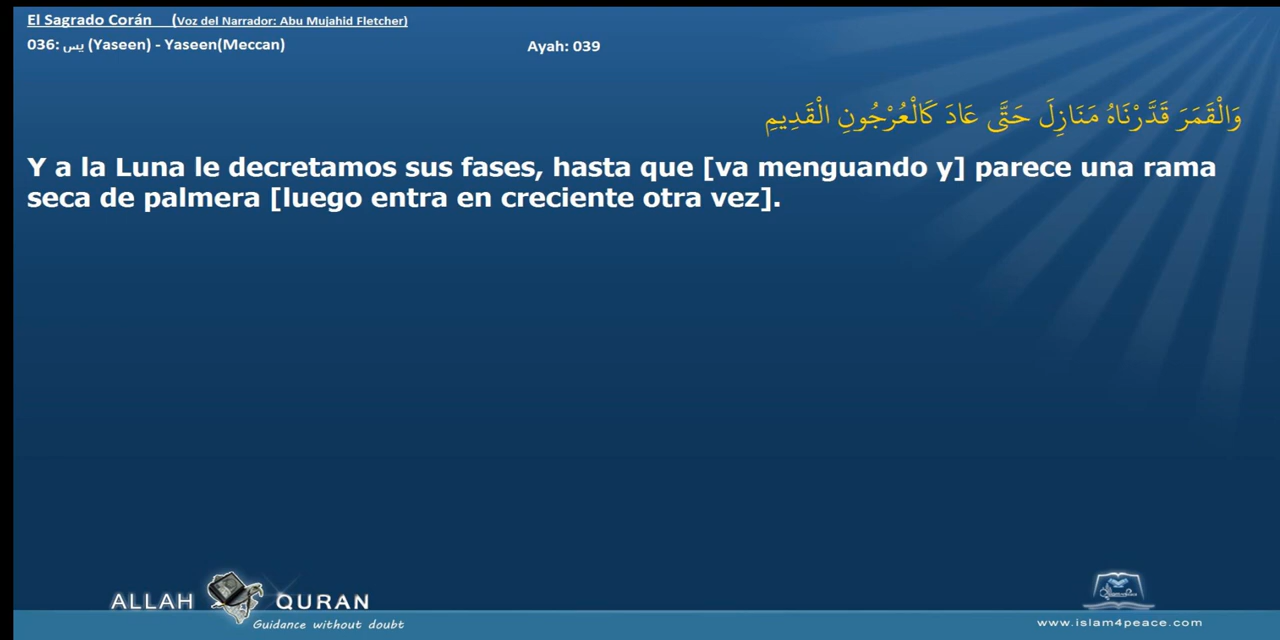 El Sagrado Corán (Voz del Narrador: Abu Mujahid Fletcher)
036: يس (Yaseen) - Yaseen(Meccan) Ayah: 039
وَالْقَمَرَ قَدَّرْنَاهُ مَنَازِلَ حَتَّى عَادَ كَالْعُرْجُونِ الْقَدِيمِ
Y a la Luna le decretamos sus fases, hasta que [va menguando y] parece una rama
seca de palmera [luego entra en creciente otra vez].
ALLAH QURAN
Guidance without doubt
www.islam4peace.com